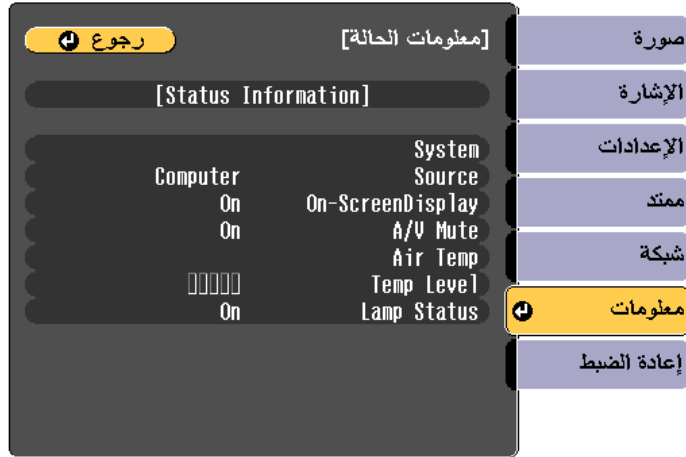 [معلومات الحالة] رجوع
[Status Information]
System
Source Computer
On-ScreenDisplay On
A/V Mute On
Air Temp
Temp Level
Lamp Status On
صورة
الإشارة
الإعدادات
ممتد
شبكة
معلومات
إعادة الضبط